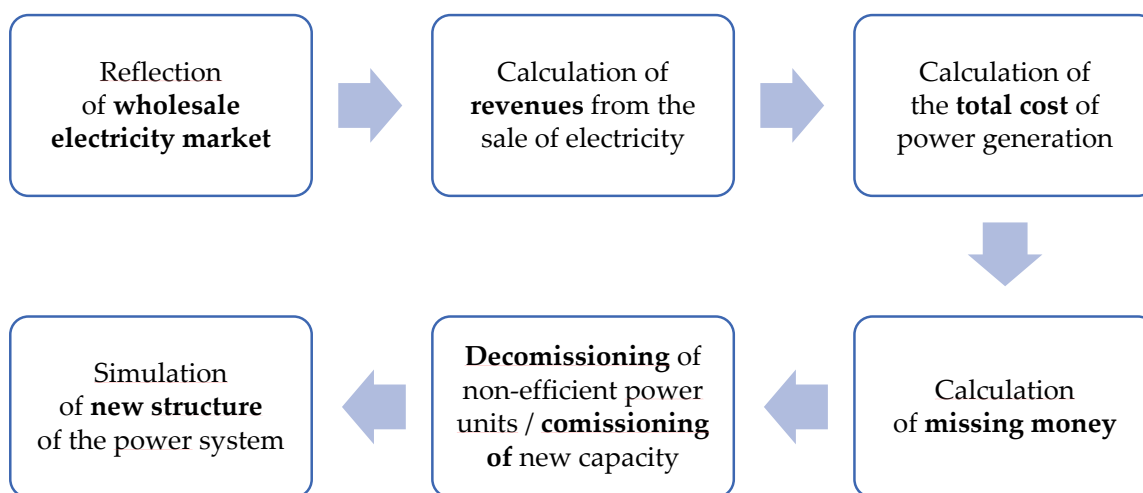 Reflection
of wholesale
electricity market
Calculation of
revenues from the
sale of electricity
Calculation of
the total cost of
power generation
Calculation
of missing money
Decomissioning of
non-efficient power
units / comissioning
of new capacity
Simulation
of new structure
of the power system